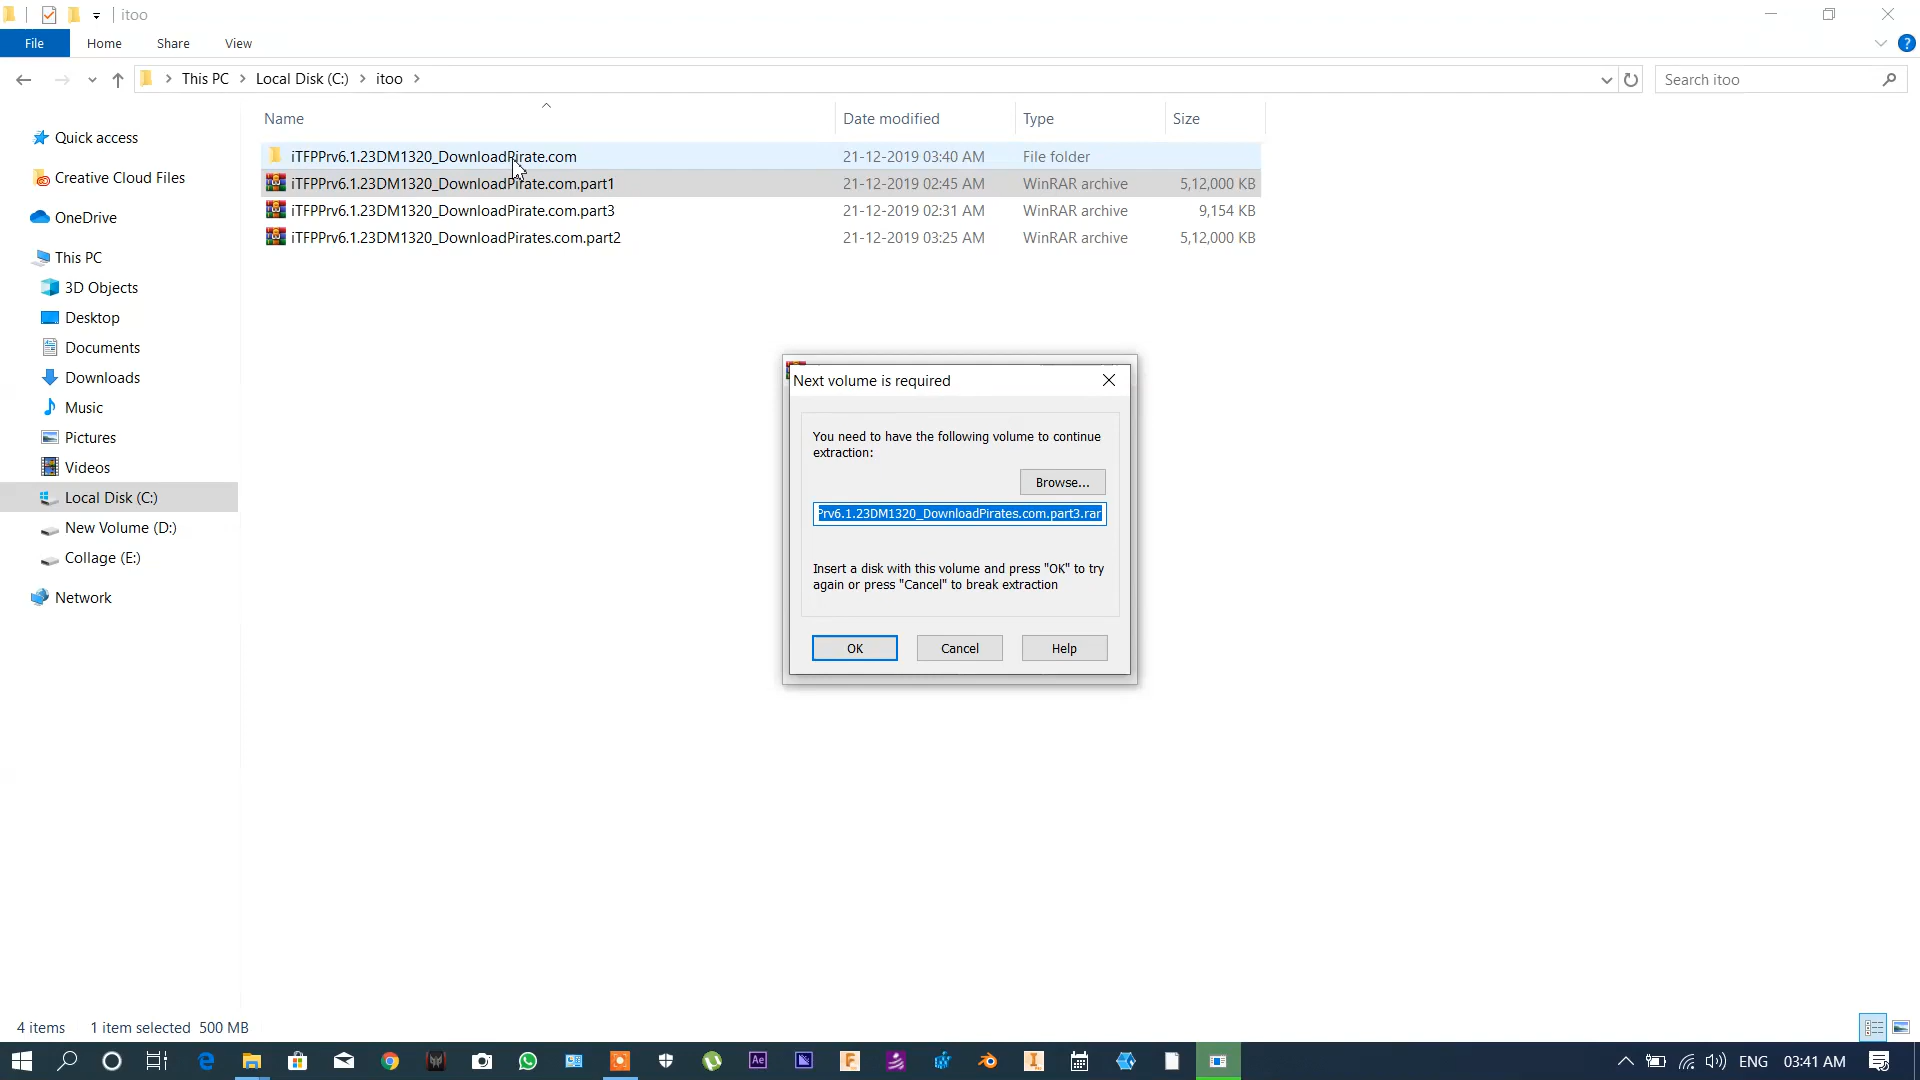 itoo
File Home Share View
This PC Local Disk (C:) itoo
Search itoo
Name Date modified Type Size
iTFPPrv6.1.23DM1320_DownloadPirate.com 21-12-2019 03:40 AM File folder
iTFPPrv6.1.23DM1320_DownloadPirate.com.part1 21-12-2019 02:45 AM WinRAR archive 5,12,000 KB
iTFPPrv6.1.23DM1320_DownloadPirate.com.part3 21-12-2019 02:31 AM WinRAR archive 9,154 KB
iTFPPrv6.1.23DM1320_DownloadPirates.com.part2 21-12-2019 03:25 AM WinRAR archive 5,12,000 KB
Quick access
Creative Cloud Files
OneDrive
This PC
3D Objects
Desktop
Documents
Downloads
Music
Pictures
Videos
Local Disk (C:)
New Volume (D:)
Collage (E:)
Network
Next volume is required
You need to have the following volume to continue
extraction:
Browse...
Prv6.1.23DM1320_DownloadPirates.com.part3.rar
Insert a disk with this volume and press "OK" to try
again or press "Cancel" to break extraction
OK Cancel Help
4 items 1 item selected 500 MB
Ae
ENG 03:41 AM